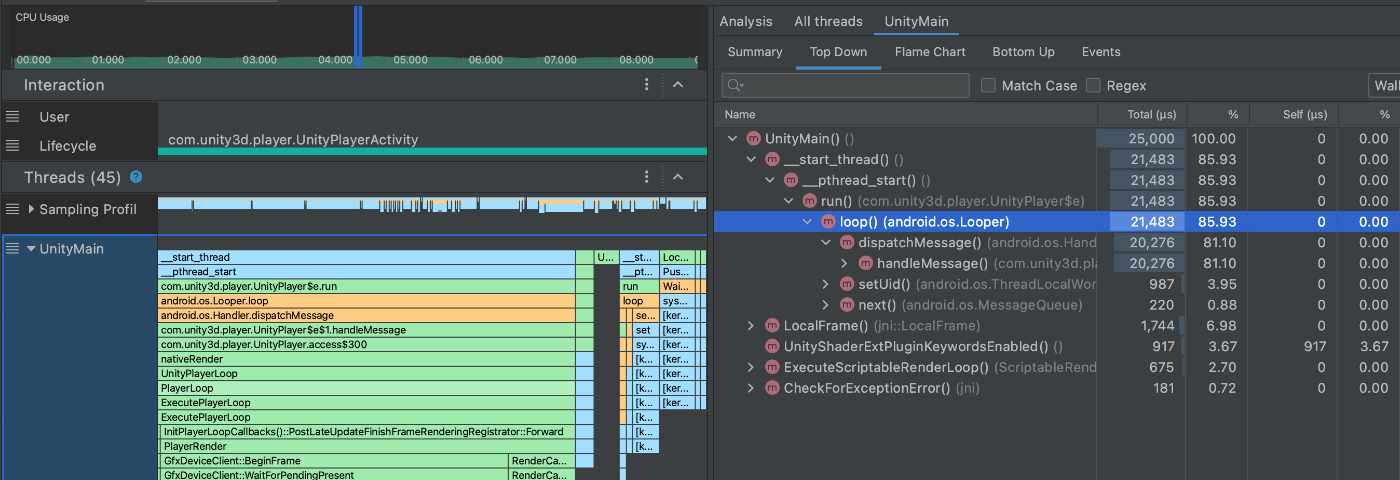 CPU Usage
00.000 01.000 02.000 03.000 04.000 05.000 06.000 07.000 08.000
Interaction
User
Lifecycle
com.unity3d.player.UnityPlayerActivity
Threads (45) ?
Sampling Profil
UnityMain
__start_thread U... __st... Loc...
__pthread_start __pt... Pus...
com.unity3d.player.UnityPlayer$e.run run Wai...
android.os.Looper.loop loop sys...
android.os.Handler.dispatchMessage se... [ker...
com.unity3d.player.UnityPlayer$e$1.handleMessage set [ker...
com.unity3d.player.UnityPlayer.access$300 sy... [ker...
nativeRender [k... [ker...
UnityPlayerLoop [k... [ker...
PlayerLoop [k... [ker...
ExecutePlayerLoop [k... [ker...
ExecutePlayerLoop [k...
InitPlayerLoopCallbacks()::PostLateUpdateFinishFrameRenderingRegistrator::Forward [k...
PlayerRender [k...
GfxDeviceClient::BeginFrame RenderCa...
GfxDeviceClient::WaitForPendingPresent RenderCa...
Analysis All threads UnityMain
Summary Top Down Flame Chart Bottom Up Events
Match Case Regex Wall
Name Total (μs) % Self (μs) %
m UnityMain() () 25,000 100.00 0 0.00
m __start_thread() () 21,483 85.93 0 0.00
m __pthread_start() () 21,483 85.93 0 0.00
m run() (com.unity3d.player.UnityPlayer$e) 21,483 85.93 0 0.00
m loop() (android.os.Looper) 21,483 85.93 0 0.00
m dispatchMessage() (android.os.Hand 20,276 81.10 0 0.00
m handleMessage() (com.unity3d.pl 20,276 81.10 0 0.00
m setUid() (android.os.ThreadLocalWor 987 3.95 0 0.00
m next() (android.os.MessageQueue) 220 0.88 0 0.00
m LocalFrame() (jni::LocalFrame) 1,744 6.98 0 0.00
m UnityShaderExtPluginKeywordsEnabled() () 917 3.67 917 3.67
m ExecuteScriptableRenderLoop() (ScriptableRend 675 2.70 0 0.00
m CheckForExceptionError() (jni) 181 0.72 0 0.00